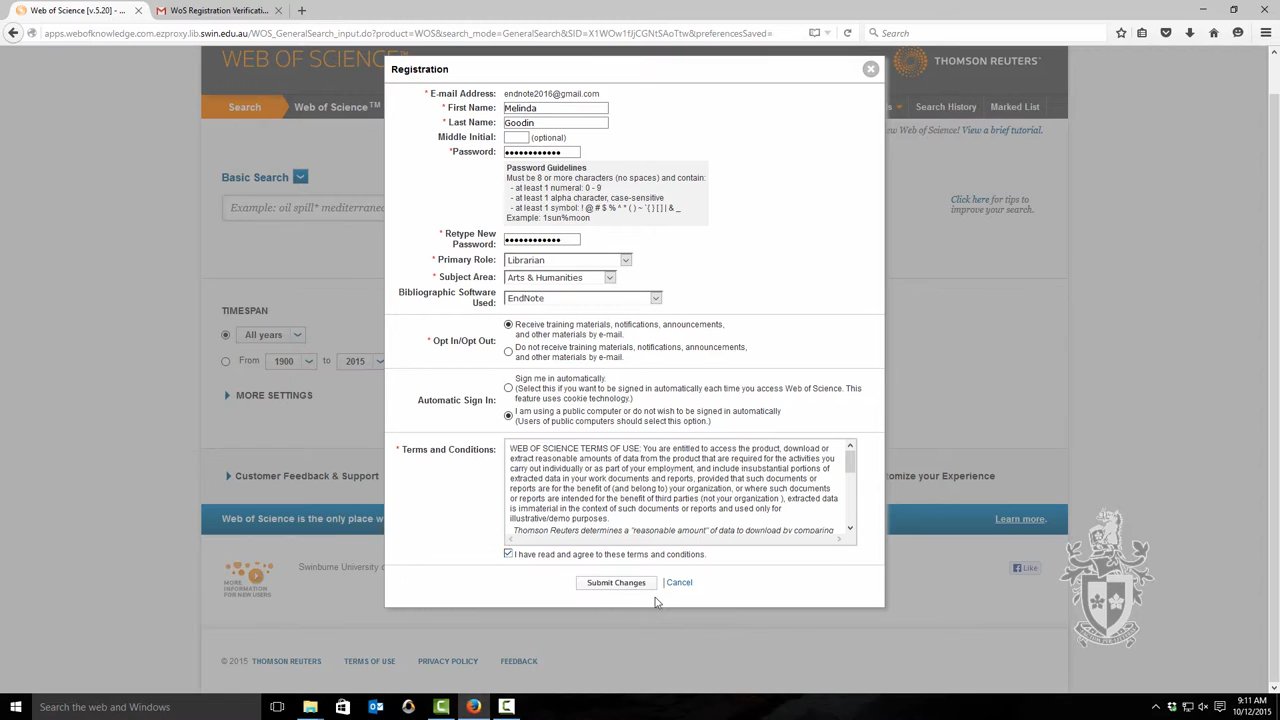 Web of Science [v.5.20]
WoS Registration Verificati...
apps.webofknowledge.com.ezproxy.lib.swin.edu.au/WOS_GeneralSearch_input.do?product=WOS&search_mode=GeneralSearch&SID=X1WOw1fJjCGNtSAoTtw&preferencesSaved=
Search
WEB OF SCIENCE™
THOMSON REUTERS™
Search
Web of Science™
Search History
Marked List
View a brief tutorial.
Basic Search
Example: oil spill* mediterrane
Click here for tips to
improve your search.
TIMESPAN
All years
From 1900 to 2015
MORE SETTINGS
Customer Feedback & Support
Web of Science is the only place w
Learn more.
MORE
INFORMATION
FOR NEW USERS
Swinburne Universit
Like
© 2015 THOMSON REUTERS
TERMS OF USE
PRIVACY POLICY
FEEDBACK
Registration
* E-mail Address: endnote2016@gmail.com
* First Name: Melinda
* Last Name: Goodin
Middle Initial: (optional)
*Password: ••••••••••••
Password Guidelines
Must be 8 or more characters (no spaces) and contain:
- at least 1 numeral: 0 - 9
- at least 1 alpha character, case-sensitive
- at least 1 symbol: ! @ # $ % ^ * ( ) ~ `{ } [ ] | & _
Example: 1sun%moon
* Retype New
Password: ••••••••••••
* Primary Role: Librarian
* Subject Area: Arts & Humanities
Bibliographic Software
Used: EndNote
* Opt In/Opt Out:
Receive training materials, notifications, announcements,
and other materials by e-mail.
Do not receive training materials, notifications, announcements,
and other materials by e-mail.
Automatic Sign In:
Sign me in automatically.
(Select this if you want to be signed in automatically each time you access Web of Science. This
feature uses cookie technology.)
I am using a public computer or do not wish to be signed in automatically
(Users of public computers should select this option.)
* Terms and Conditions:
WEB OF SCIENCE TERMS OF USE: You are entitled to access the product, download or
extract reasonable amounts of data from the product that are required for the activities you
carry out individually or as part of your employment, and include insubstantial portions of
extracted data in your work documents and reports, provided that such documents or
reports are for the benefit of (and belong to) your organization, or where such documents
or reports are intended for the benefit of third parties (not your organization ), extracted data
is immaterial in the context of such documents or reports and used only for
illustrative/demo purposes.
Thomson Reuters determines a "reasonable amount" of data to download by comparing
I have read and agree to these terms and conditions.
Submit Changes
| Cancel
Search the web and Windows
9:11 AM
10/12/2015